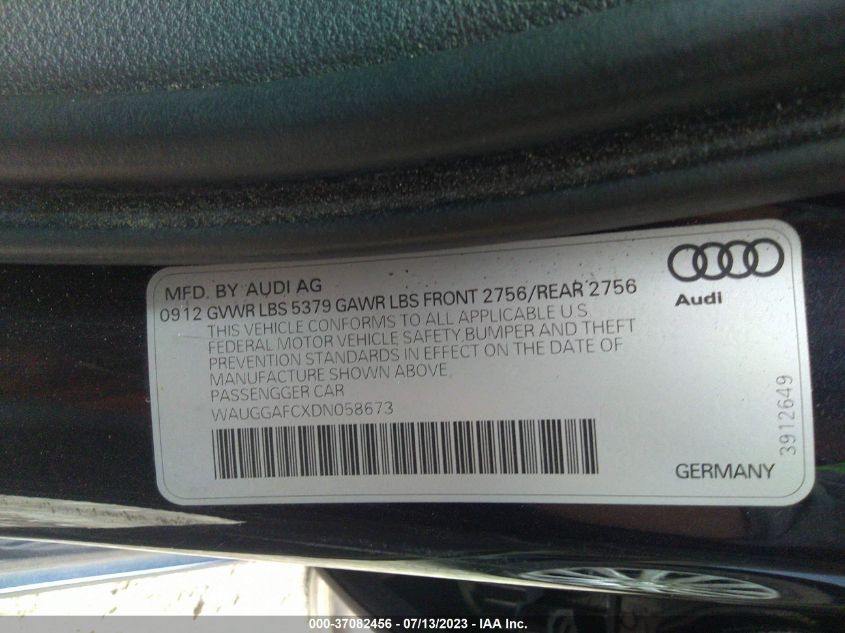 MFD. BY AUDI AG
0912 GVWR LBS 5379 GAWR LBS FRONT 2756/REAR 2756
THIS VEHICLE CONFORMS TO ALL APPLICABLE U.S.
FEDERAL MOTOR VEHICLE SAFETY,BUMPER AND THEFT
PREVENTION STANDARDS IN EFFECT ON THE DATE OF
MANUFACTURE SHOWN ABOVE.
PASSENGGER CAR
WAUGGAFCXDN058673
Audi
3912649
GERMANY
000-37082456 - 07/13/2023 - IAA Inc.